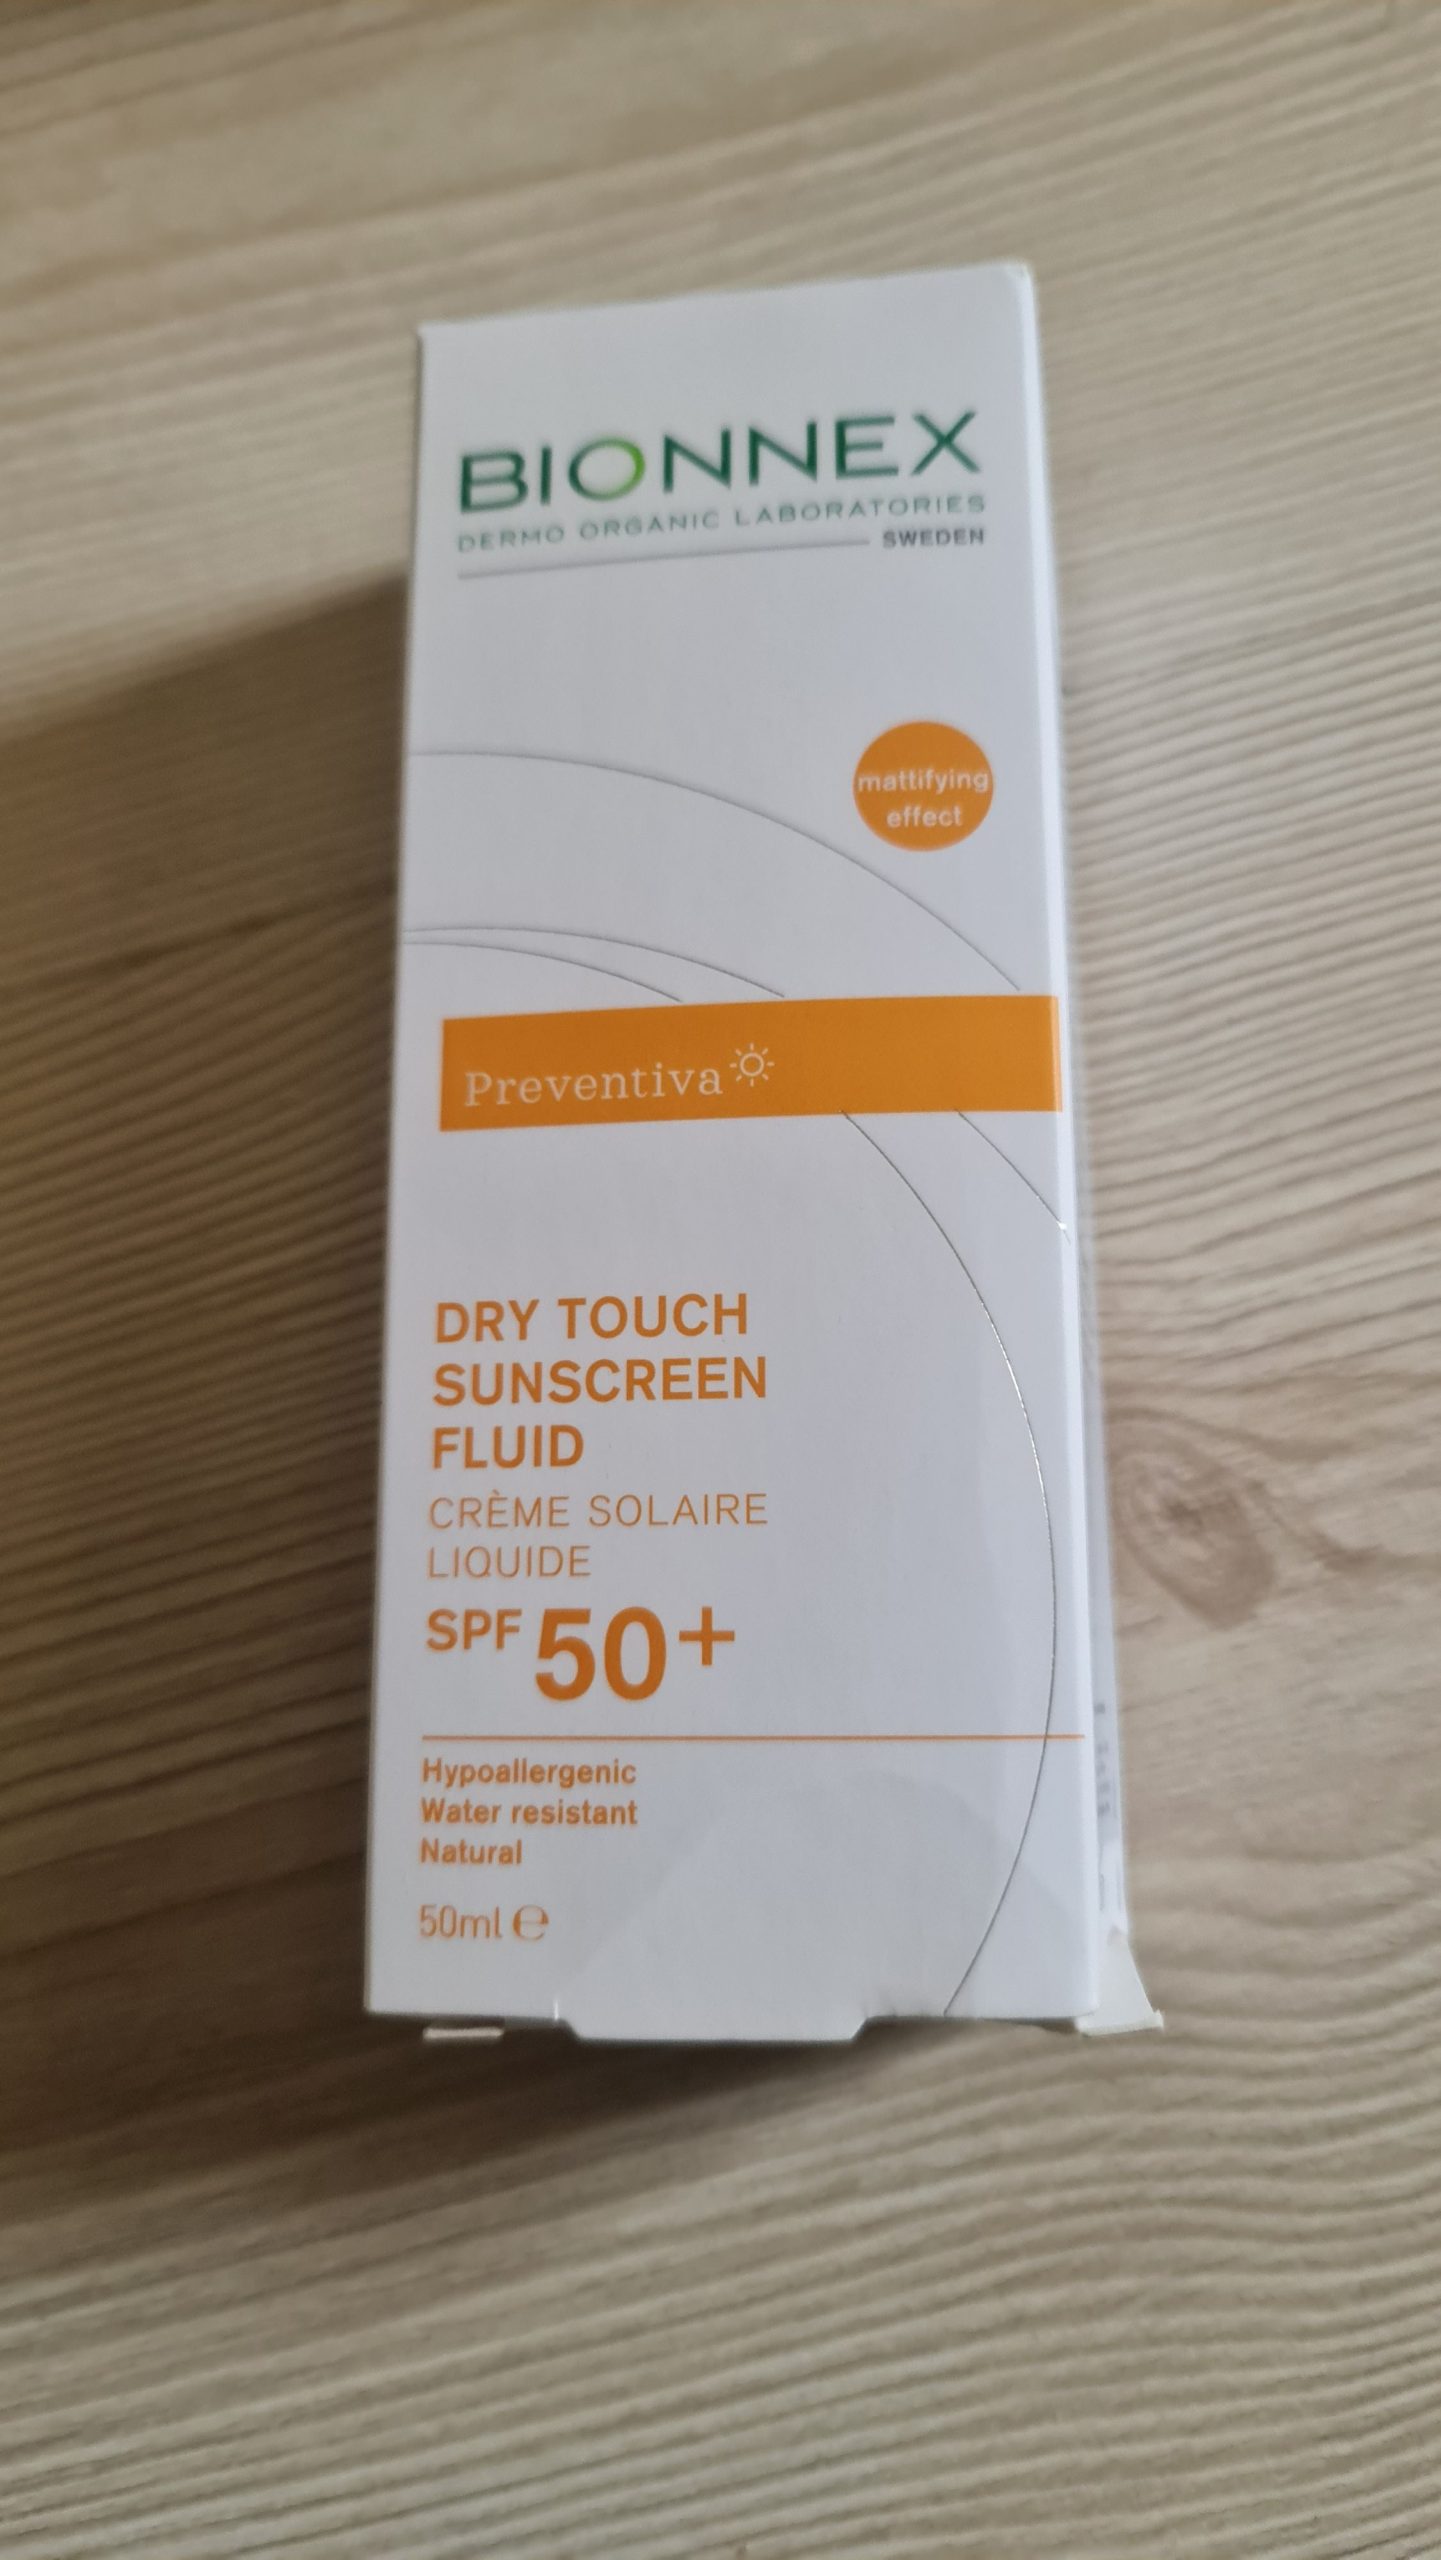 BIONNEX
DERMO ORGANIC LABORATORIES
SWEDEN
mattifying
effect
Preventiva
DRY TOUCH
SUNSCREEN
FLUID
CRÈME SOLAIRE
LIQUIDE
SPF 50+
Hypoallergenic
Water resistant
Natural
50ml ℮